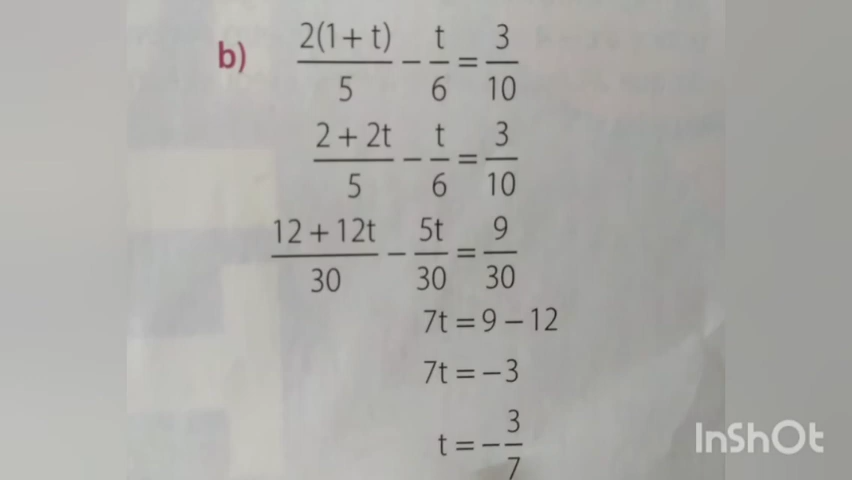 b) 2(1 + t)/5 − t/6 = 3/10
2 + 2t/5 − t/6 = 3/10
12 + 12t/30 − 5t/30 = 9/30
7t = 9 − 12
7t = −3
t = −3/7
InShOt